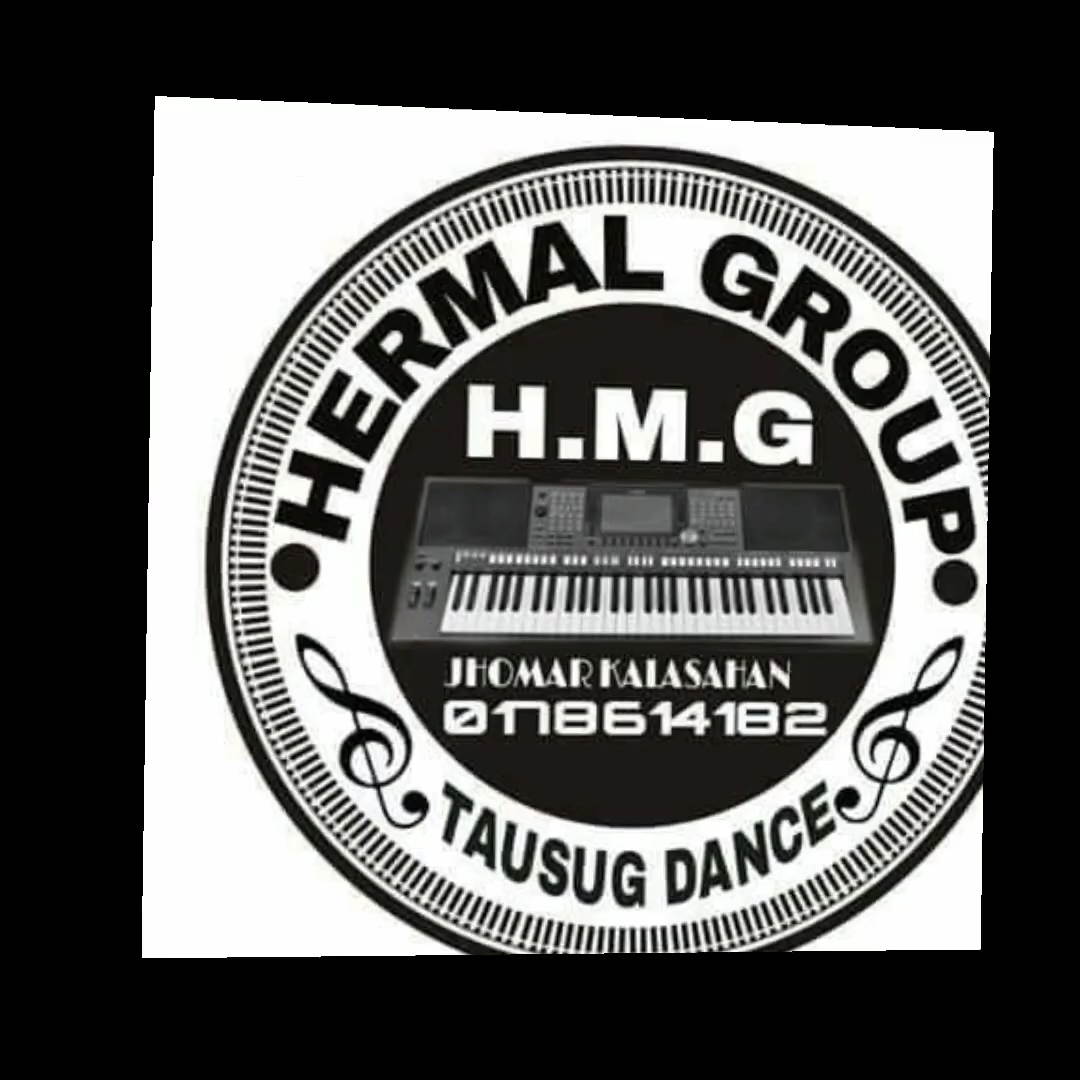 HERMAL GROUP
H.M.G
JHOMAR KALASAHAN
0178614182
TAUSUG DANCE